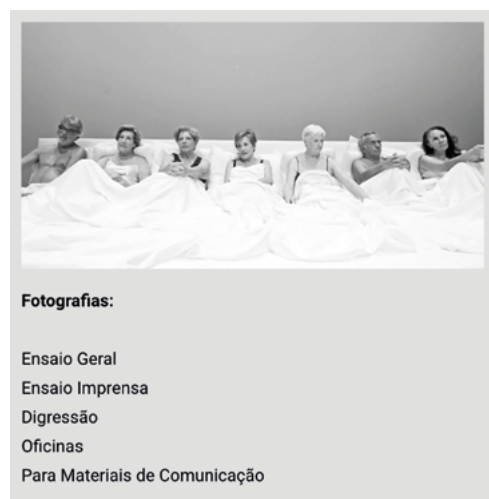 Fotografias:
Ensaio Geral
Ensaio Imprensa
Digressão
Oficinas
Para Materiais de Comunicação